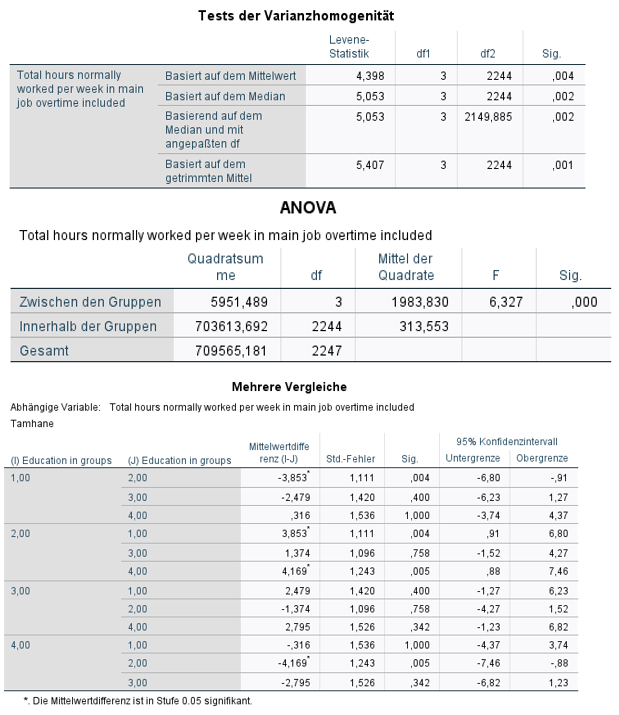 Tests der Varianzhomogenität
Levene-
Statistik df1 df2 Sig.
Total hours normally
worked per week in main
job overtime included
Basiert auf dem Mittelwert 4,398 3 2244 ,004
Basiert auf dem Median 5,053 3 2244 ,002
Basierend auf dem
Median und mit
angepaßten df
5,053 3 2149,885 ,002
Basiert auf dem
getrimmten Mittel
5,407 3 2244 ,001
ANOVA
Total hours normally worked per week in main job overtime included
Quadratsum
me
df
Mittel der
Quadrate
F Sig.
Zwischen den Gruppen 5951,489 3 1983,830 6,327 ,000
Innerhalb der Gruppen 703613,692 2244 313,553
Gesamt 709565,181 2247
Mehrere Vergleiche
Abhängige Variable: Total hours normally worked per week in main job overtime included
Tamhane
(I) Education in groups (J) Education in groups
Mittelwertdiffe
renz (I-J)
Std.-Fehler Sig.
95% Konfidenzintervall
Untergrenze Obergrenze
1,00 2,00 -3,853* 1,111 ,004 -6,80 -,91
3,00 -2,479 1,420 ,400 -6,23 1,27
4,00 ,316 1,536 1,000 -3,74 4,37
2,00 1,00 3,853* 1,111 ,004 ,91 6,80
3,00 1,374 1,096 ,758 -1,52 4,27
4,00 4,169* 1,243 ,005 ,88 7,46
3,00 1,00 2,479 1,420 ,400 -1,27 6,23
2,00 -1,374 1,096 ,758 -4,27 1,52
4,00 2,795 1,526 ,342 -1,23 6,82
4,00 1,00 -,316 1,536 1,000 -4,37 3,74
2,00 -4,169* 1,243 ,005 -7,46 -,88
3,00 -2,795 1,526 ,342 -6,82 1,23
*. Die Mittelwertdifferenz ist in Stufe 0.05 signifikant.